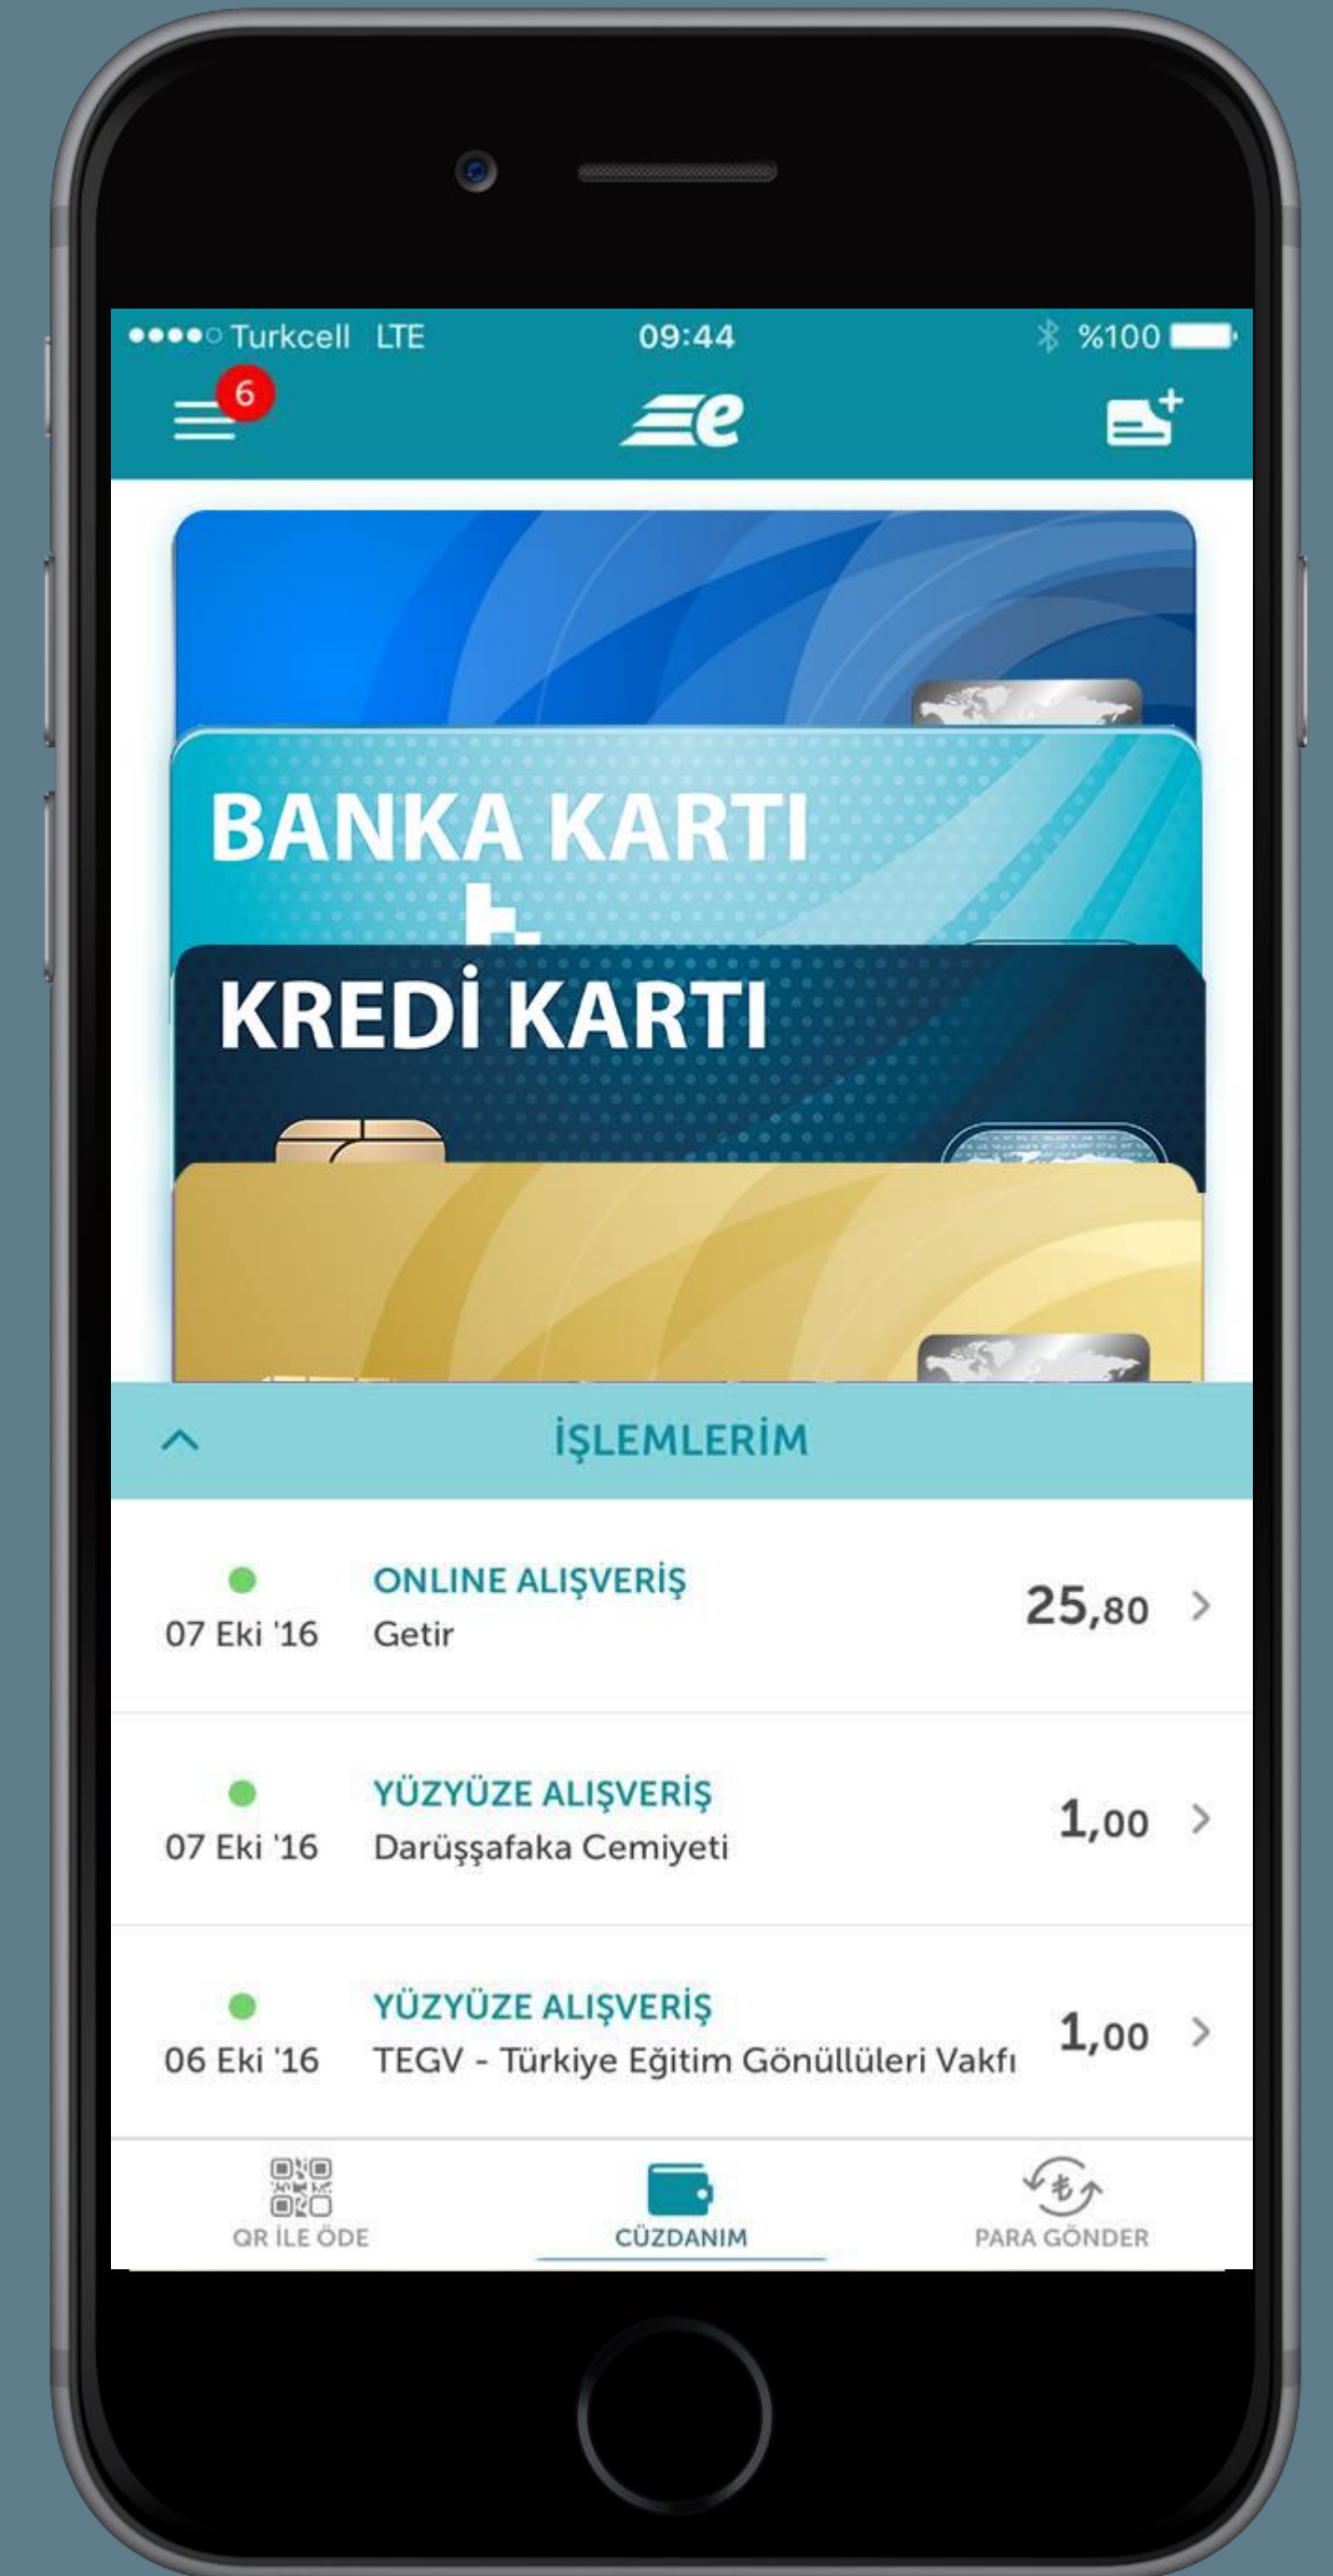 Turkcell LTE 09:44 %100
6
e
BANKA KARTI
KREDİ KARTI
İŞLEMLERİM
ONLINE ALIŞVERİŞ
07 Eki '16 Getir 25,80
YÜZYÜZE ALIŞVERİŞ
07 Eki '16 Darüşşafaka Cemiyeti 1,00
YÜZYÜZE ALIŞVERİŞ
06 Eki '16 TEGV - Türkiye Eğitim Gönüllüleri Vakfı 1,00
QR İLE ÖDE CÜZDANIM PARA GÖNDER